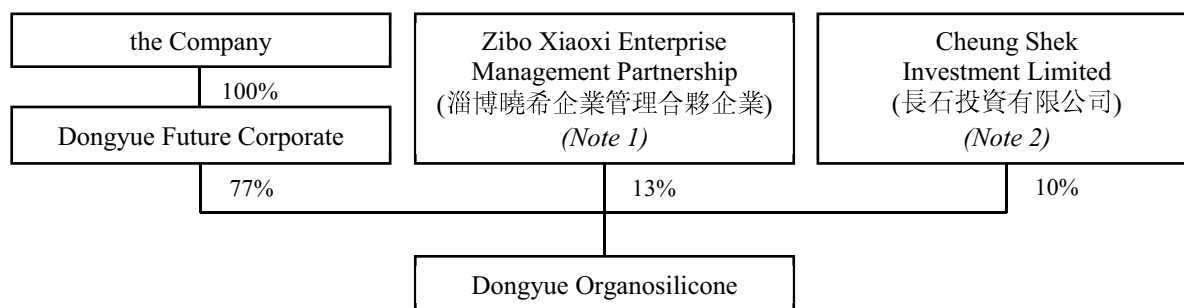 the Company
100%
Dongyue Future Corporate
77%
Zibo Xiaoxi Enterprise
Management Partnership
(淄博曉希企業管理合夥企業)
(Note 1)
13%
Cheung Shek
Investment Limited
(長石投資有限公司)
(Note 2)
10%
Dongyue Organosilicone